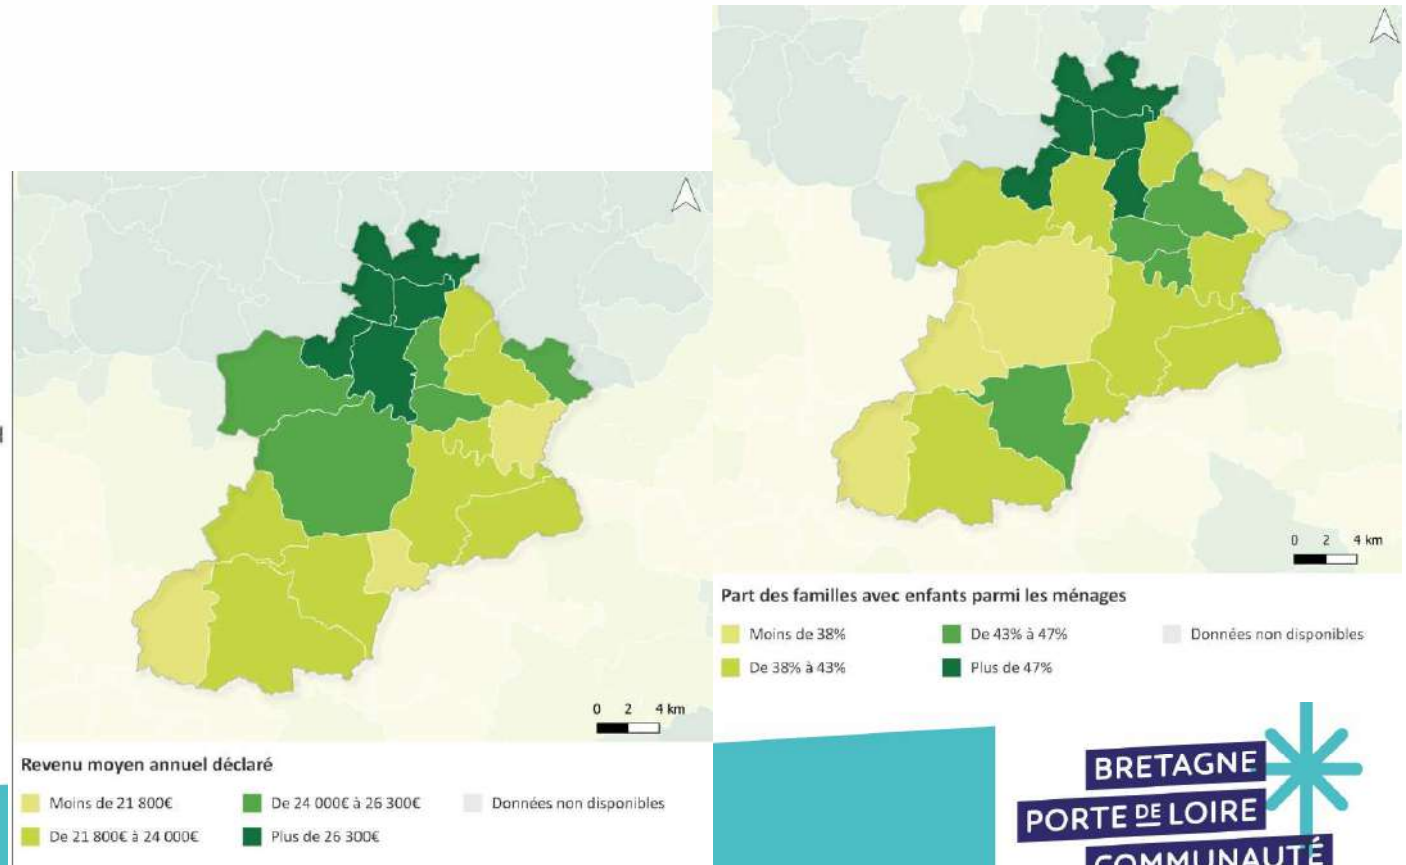 0 2 4 km
Revenu moyen annuel déclaré
Moins de 21 800€
De 24 000€ à 26 300€
Données non disponibles
De 21 800€ à 24 000€
Plus de 26 300€
0 2 4 km
Part des familles avec enfants parmi les ménages
Moins de 38%
De 43% à 47%
Données non disponibles
De 38% à 43%
Plus de 47%
BRETAGNE
PORTE DE LOIRE
COMMUNAUTÉ